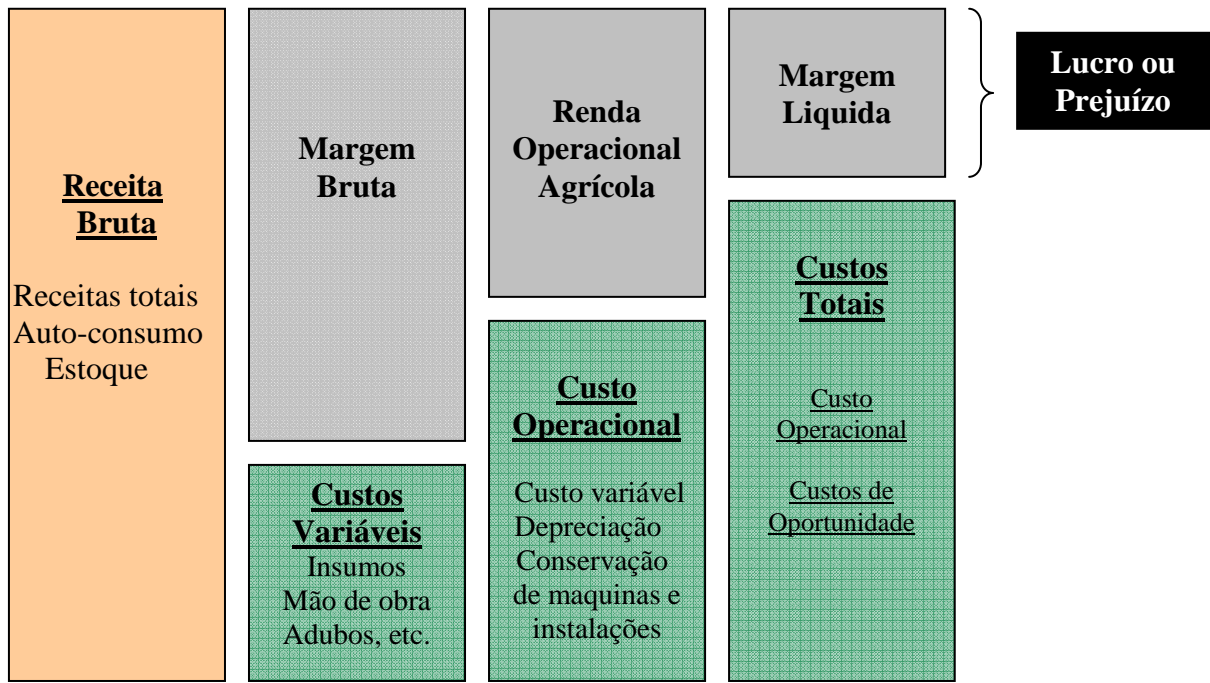 Receita
Bruta
Receitas totais
Auto-consumo
Estoque
Margem
Bruta
Custos
Variáveis
Insumos
Mão de obra
Adubos, etc.
Renda
Operacional
Agrícola
Custo
Operacional
Custo variável
Depreciação
Conservação
de maquinas e
instalações
Margem
Liquida
Custos
Totais
Custo
Operacional
Custos de
Oportunidade
Lucro ou
Prejuízo